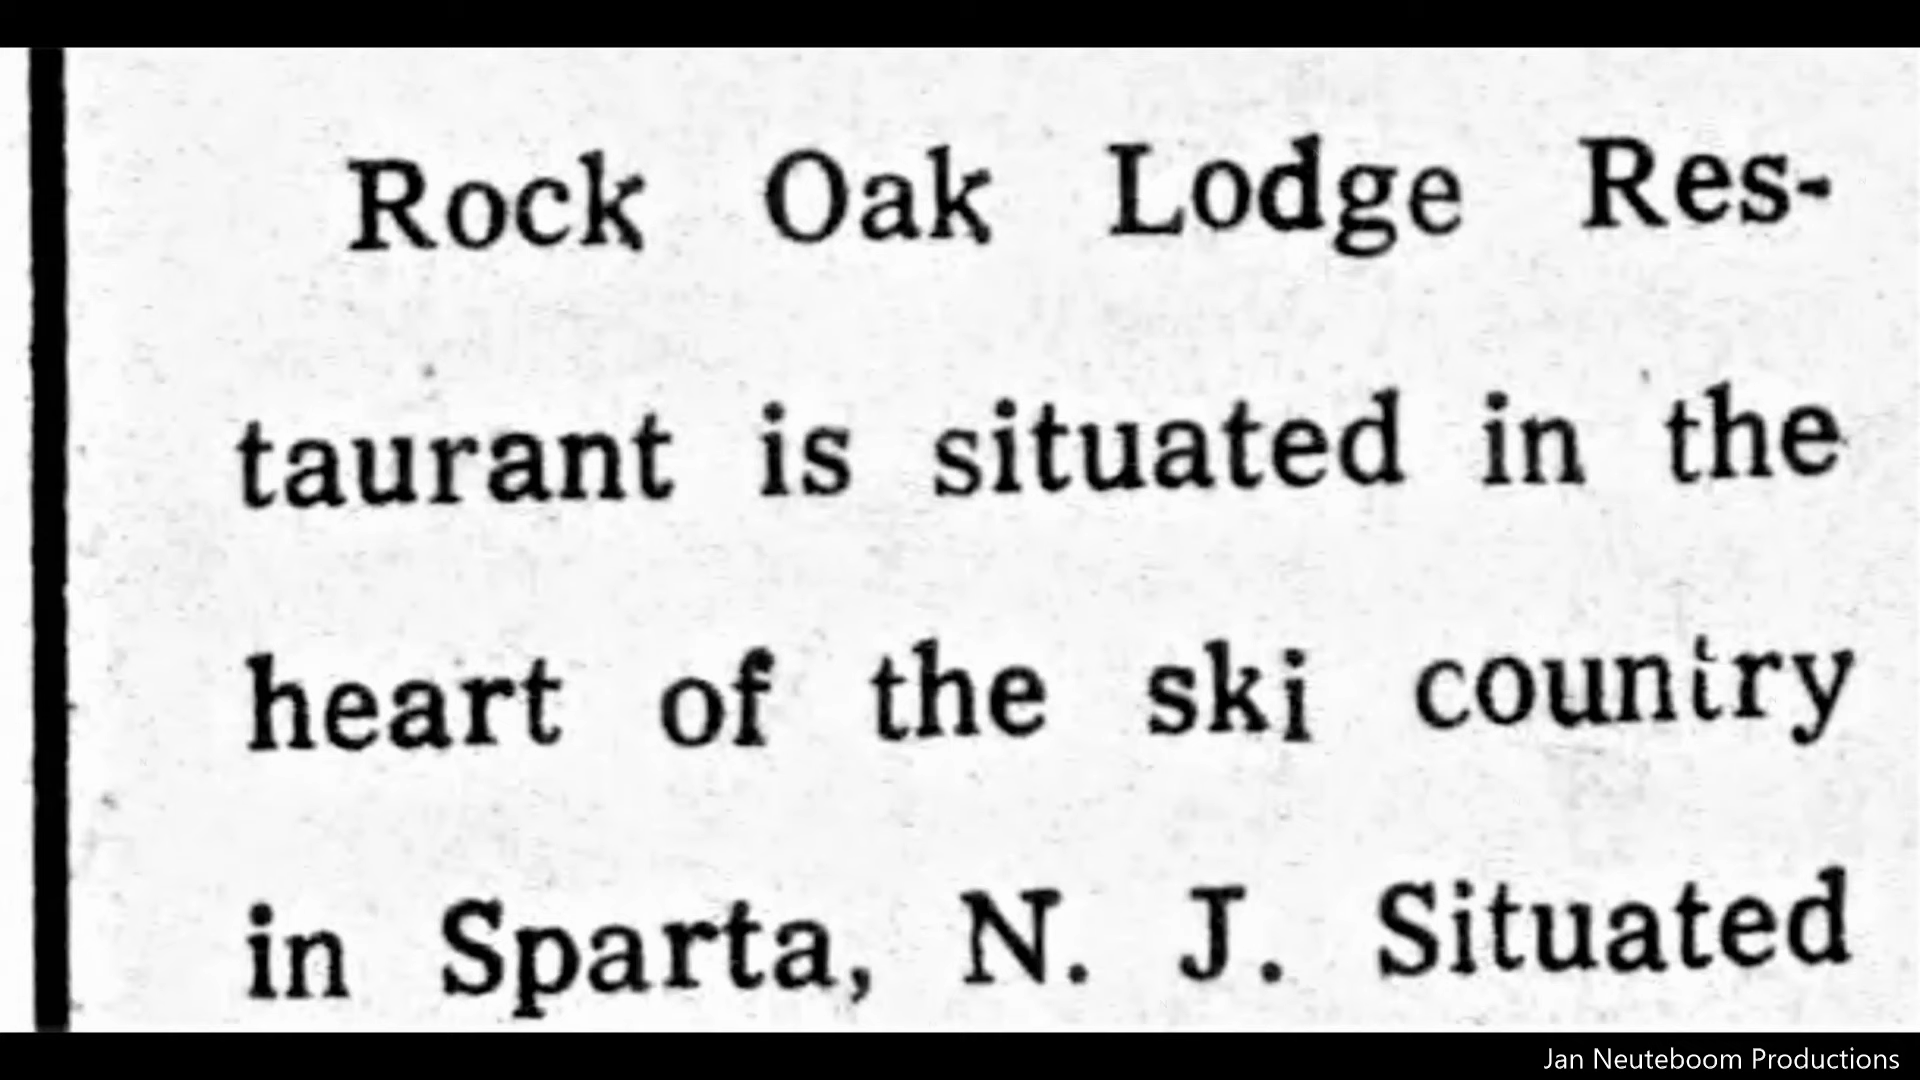 Rock Oak Lodge Res-
taurant is situated in the
heart of the ski country
in Sparta, N. J. Situated
Jan Neuteboom Productions